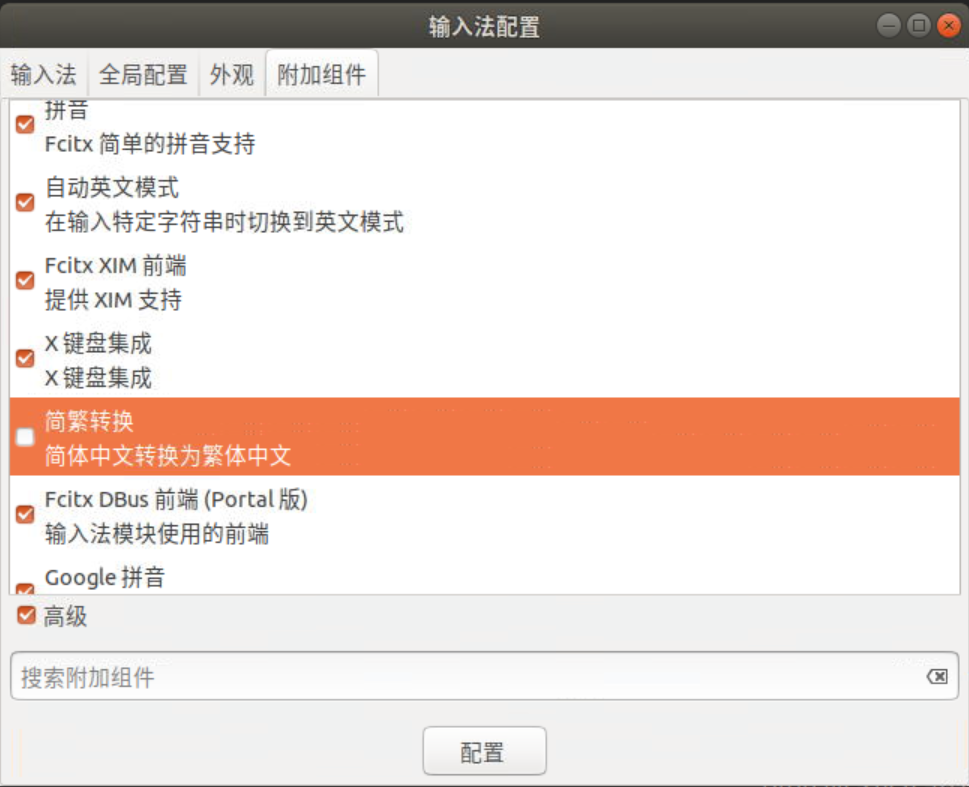 输入法配置
输入法 全局配置 外观 附加组件
拼音
Fcitx 简单的拼音支持
自动英文模式
在输入特定字符串时切换到英文模式
Fcitx XIM 前端
提供 XIM 支持
X 键盘集成
X 键盘集成
简繁转换
简体中文转换为繁体中文
Fcitx DBus 前端 (Portal 版)
输入法模块使用的前端
Google 拼音
高级
搜索附加组件
配置